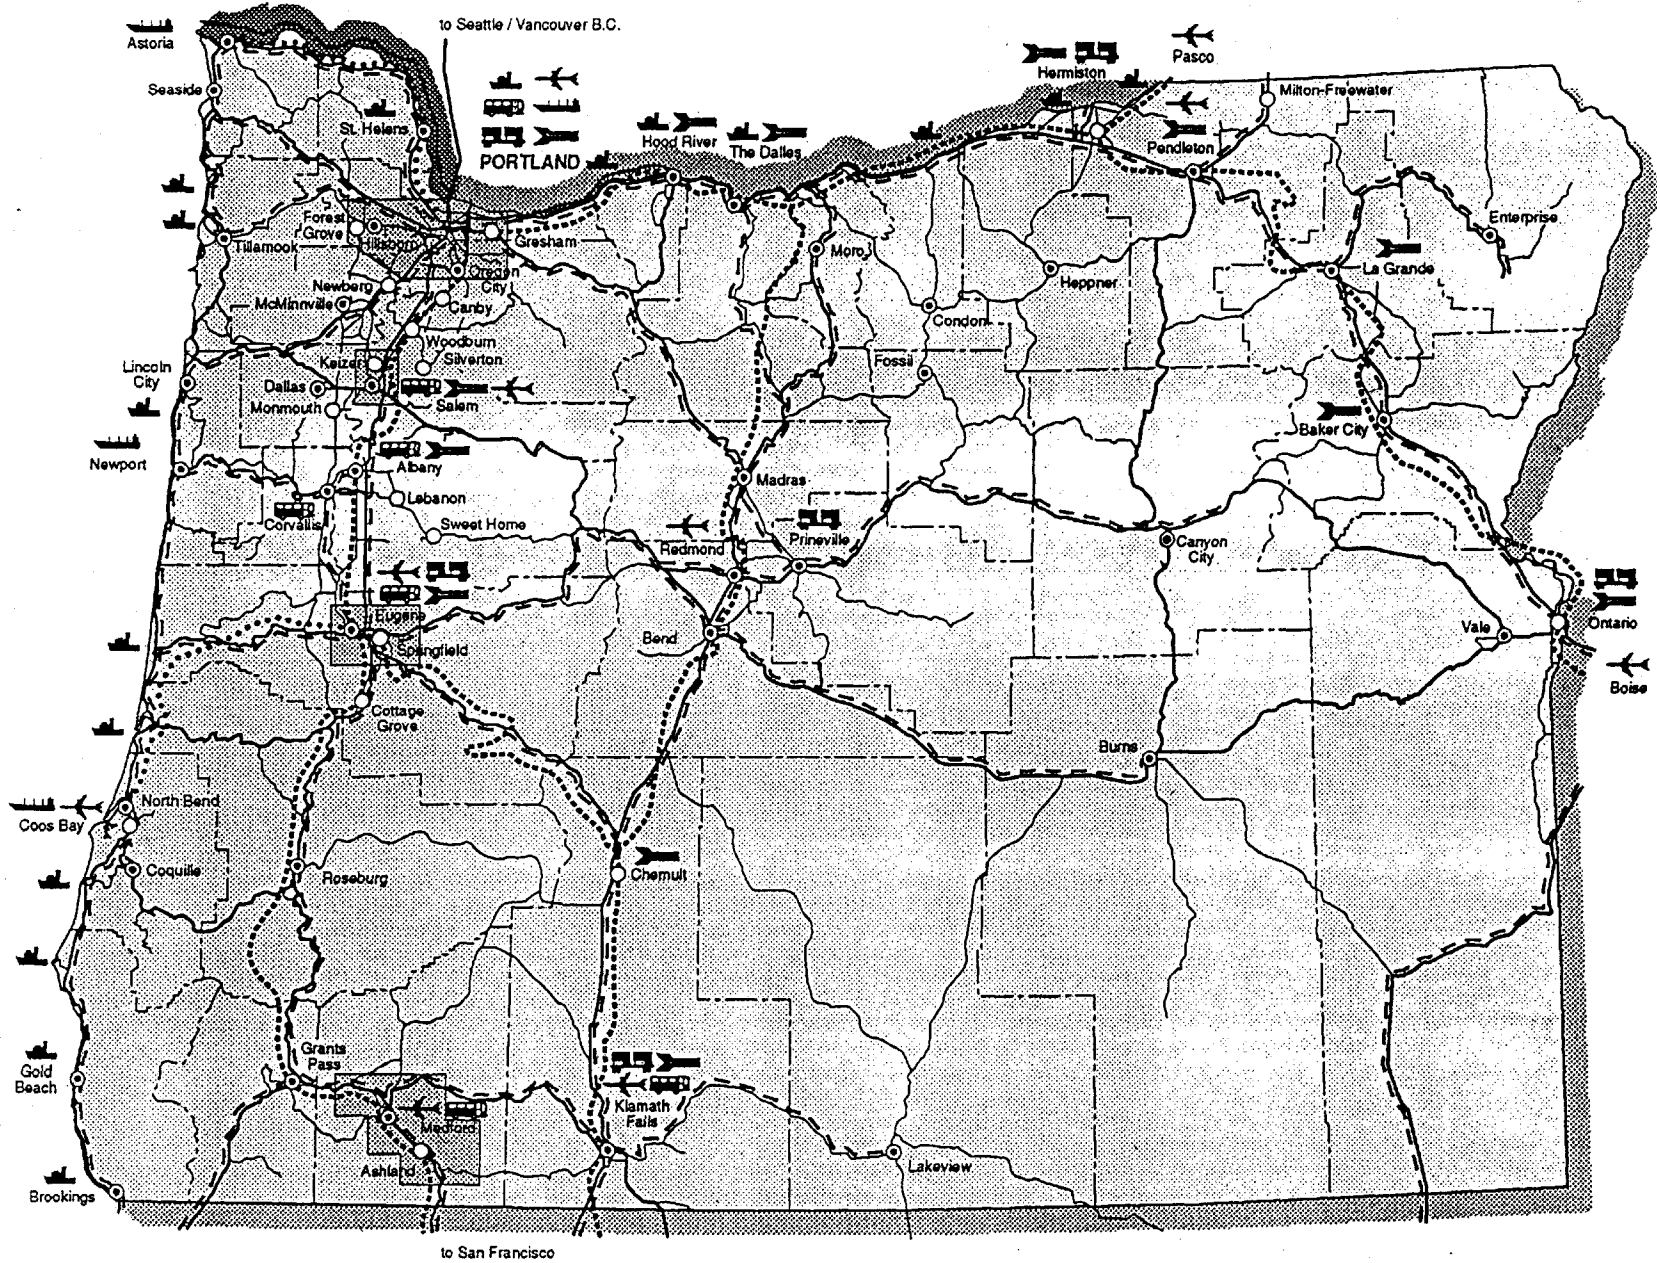 to Seattle / Vancouver B.C.
Astoria
Pasco
Hermiston
Seaside
Milton-Freewater
St. Helens
Hood River
The Dalles
PORTLAND
Pendleton
Forest
Grove
Hillsboro
Tillamook
Gresham
Enterprise
Moro
La Grande
Oregon
City
Heppner
Newberg
McMinnville
Canby
Condon
Woodburn
Silverton
Keizer
Fossil
Lincoln
City
Dallas
Monmouth
Salem
Baker City
Newport
Albany
Madras
Lebanon
Corvallis
Sweet Home
Redmond
Prineville
Canyon
City
Eugene
Springfield
Bend
Vale
Ontario
Boise
Cottage
Grove
Burns
North Bend
Coos Bay
Coquille
Roseburg
Chemult
Grants
Pass
Gold
Beach
Klamath
Falls
Medford
Ashland
Lakeview
Brookings
to San Francisco